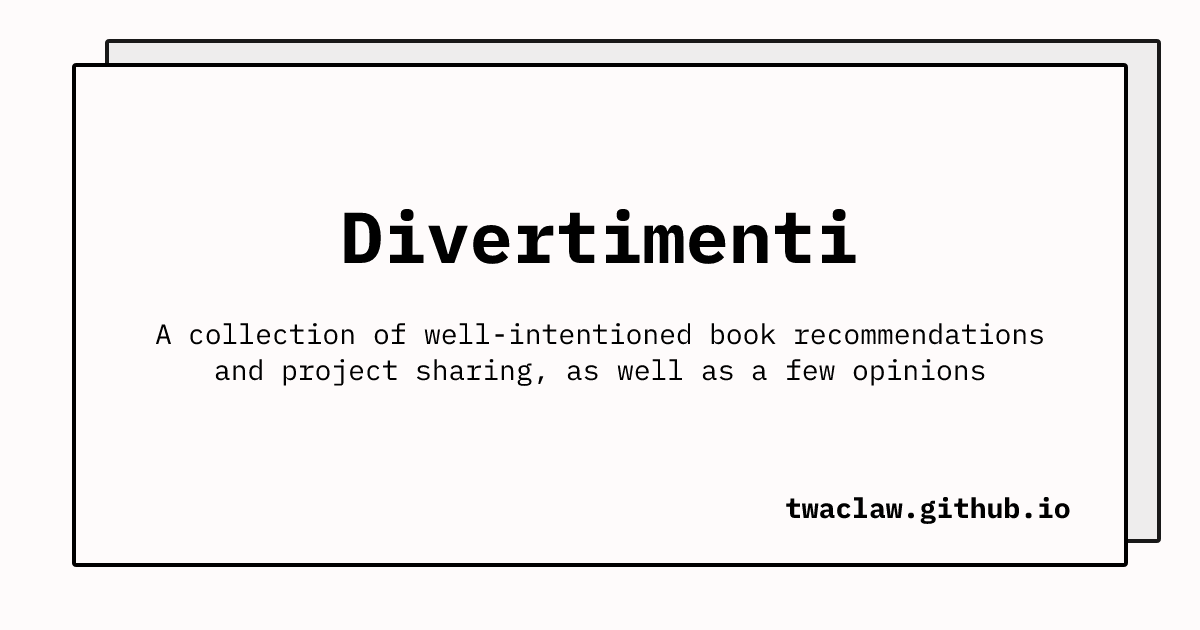 Divertimenti
A collection of well-intentioned book recommendations
and project sharing, as well as a few opinions
twaclaw.github.io